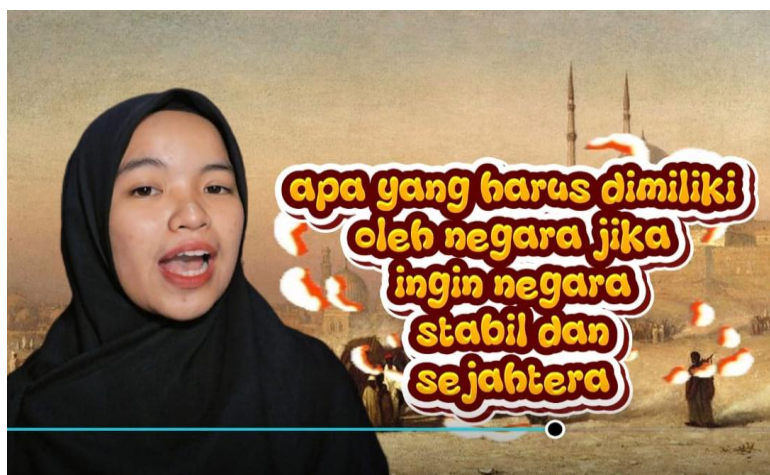 apa yang harus dimiliki
oleh negara jika
ingin negara
stabil dan
sejahtera